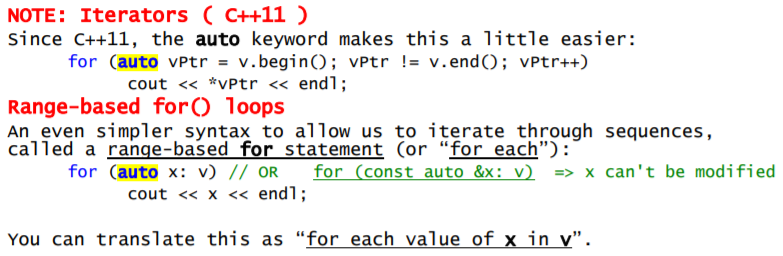 NOTE: Iterators ( C++11 )
Since C++11, the auto keyword makes this a little easier:
for (auto vPtr = v.begin(); vPtr != v.end(); vPtr++)
cout << *vPtr << endl;
Range-based for() loops
An even simpler syntax to allow us to iterate through sequences,
called a range-based for statement (or “for each”):
for (auto x: v) // OR for (const auto &x: v) => x can't be modified
cout << x << endl;
You can translate this as “for each value of x in v”.